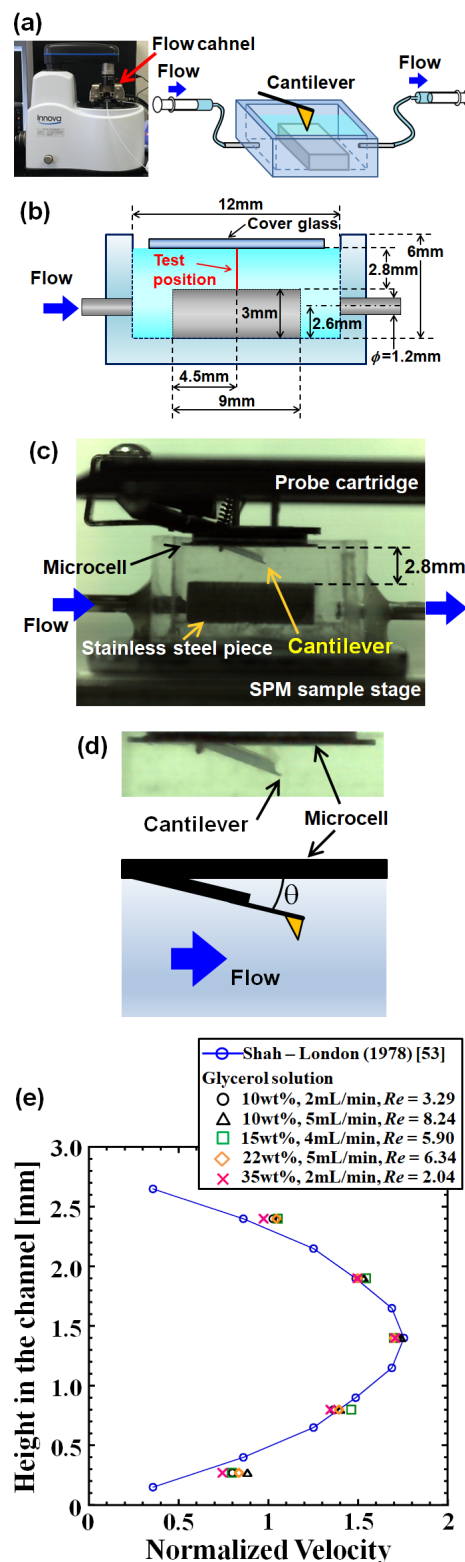 (a)
Flow cahnel
Innova
Flow
Cantilever
Flow
(b)
12mm
Cover glass
6mm
Test
position
2.8mm
Flow
3mm
2.6mm
ϕ=1.2mm
4.5mm
9mm
(c)
Probe cartridge
Microcell
2.8mm
Flow
Stainless steel piece
Cantilever
SPM sample stage
(d)
Cantilever
Microcell
θ
Flow
(e)
Shah – London (1978) [53]
Glycerol solution
10wt%, 2mL/min, Re = 3.29
10wt%, 5mL/min, Re = 8.24
15wt%, 4mL/min, Re = 5.90
22wt%, 5mL/min, Re = 6.34
35wt%, 2mL/min, Re = 2.04
Height in the channel [mm]
3.0
2.5
2.0
1.5
1.0
0.5
0
0 0.5 1 1.5 2
Normalized Velocity